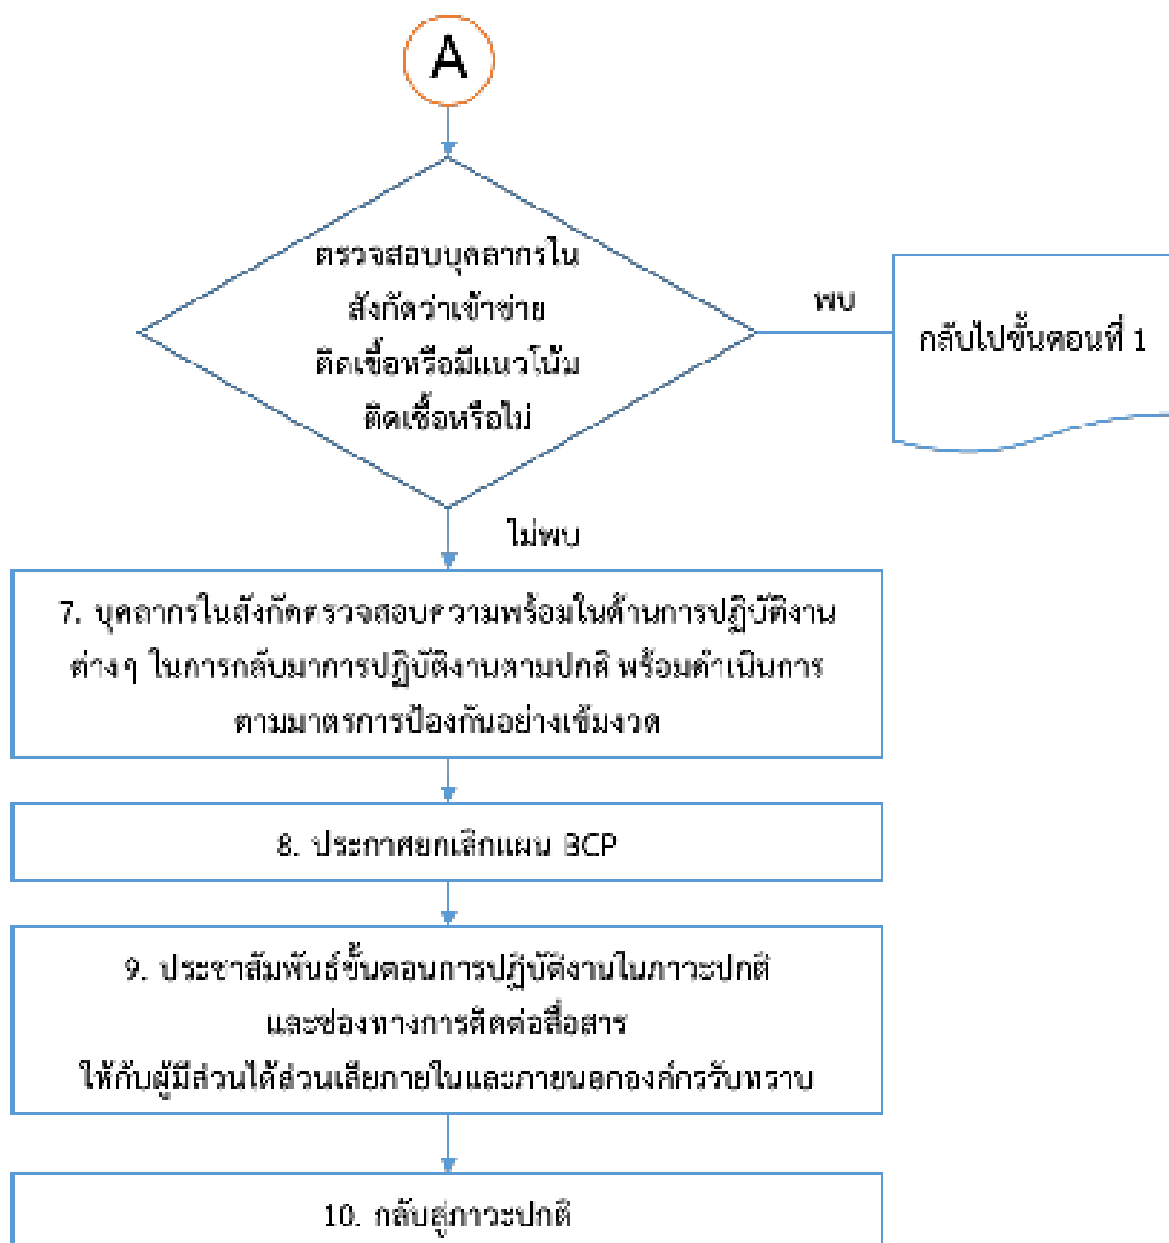 A
ตรวจสอบบุคลากรใน
สังกัดว่าเข้าข่าย
ติดเชื้อหรือมีแนวโน้ม
ติดเชื้อหรือไม่
พบ
กลับไปขั้นตอนที่ 1
ไม่พบ
7. บุคลากรในสังกัดตรวจสอบความพร้อมในด้านการปฏิบัติงาน
ต่างๆ ในการกลับมาการปฏิบัติงานตามปกติ พร้อมดำเนินการ
ตามมาตรการป้องกันอย่างเข้มงวด
8. ประกาศยกเลิกแผน BCP
9. ประชาสัมพันธ์ขั้นตอนการปฏิบัติงานในภาวะปกติ
และช่องทางการติดต่อสื่อสาร
ให้กับผู้มีส่วนได้ส่วนเสียภายในและภายนอกองค์กรรับทราบ
10. กลับสู่ภาวะปกติ